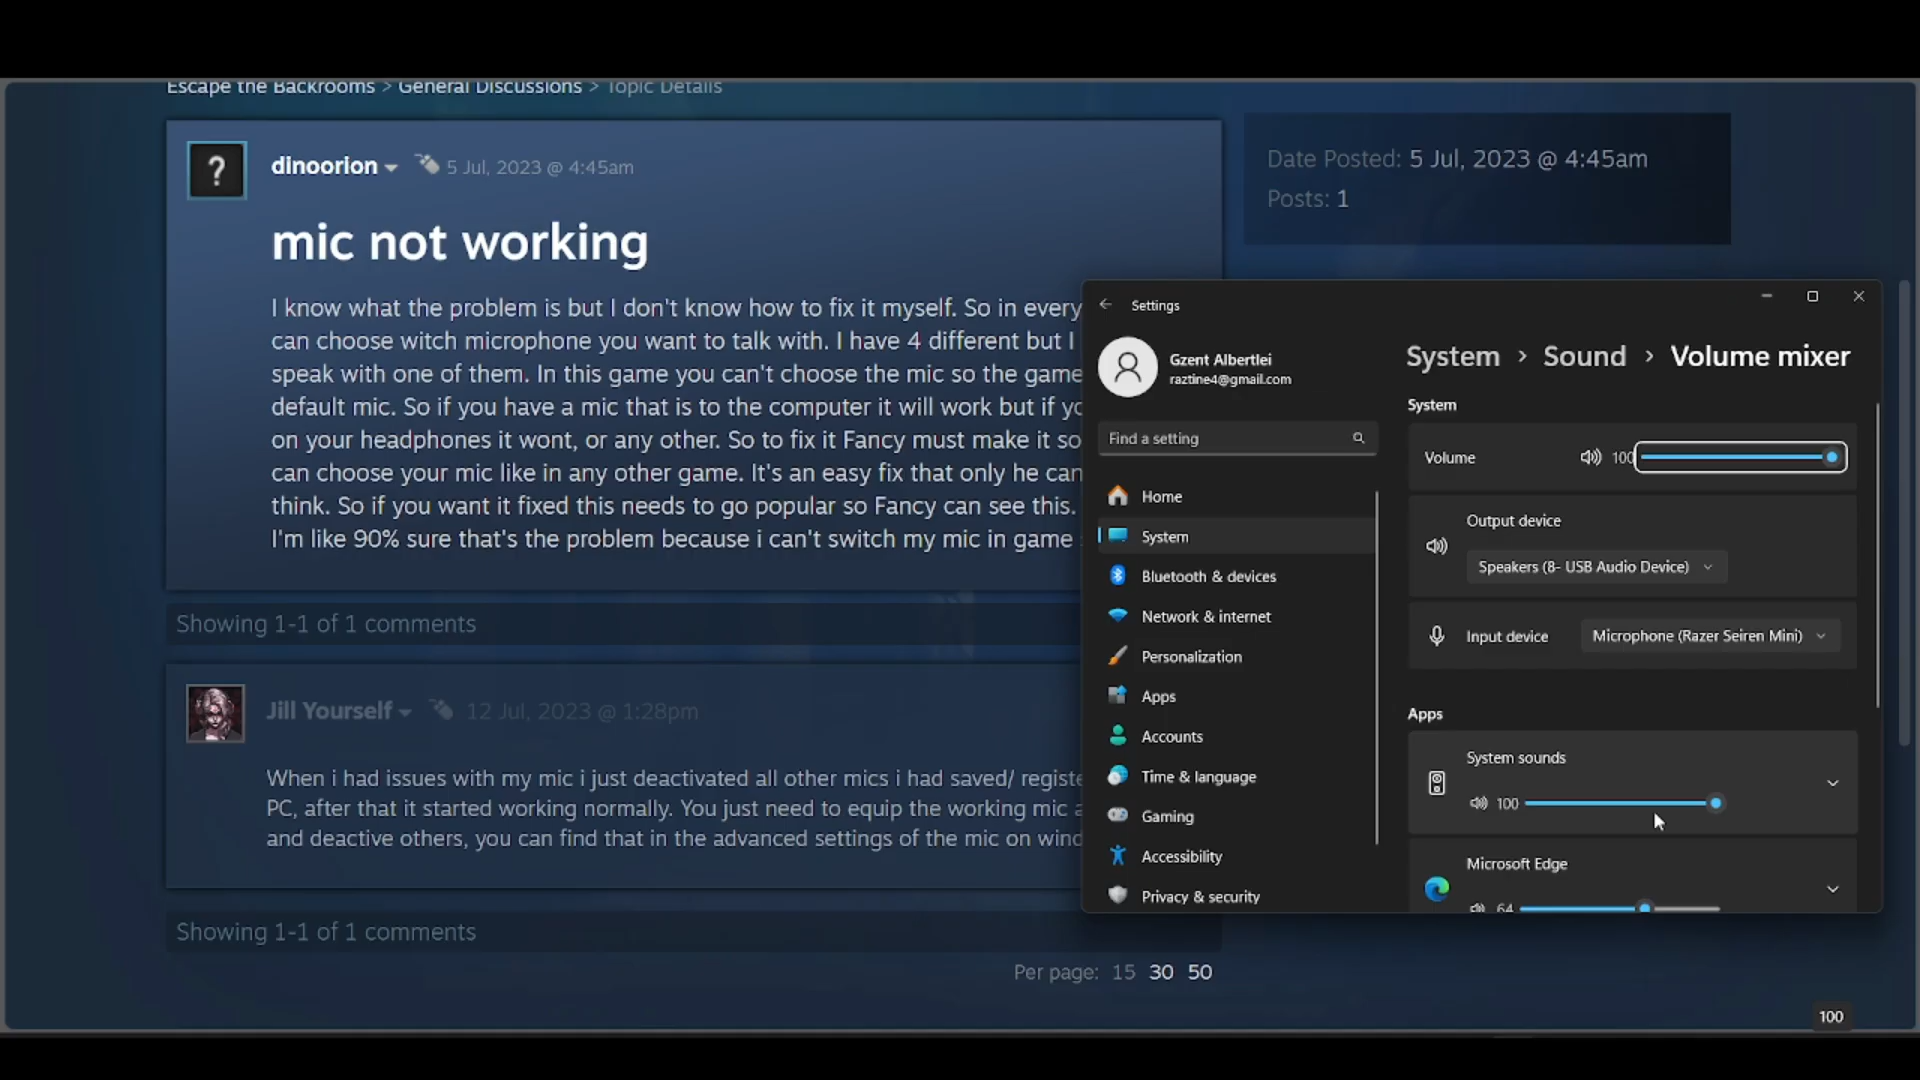 Escape the Backrooms > General Discussions > Topic Details
dinoorion 5 Jul, 2023 @ 4:45am
mic not working
I know what the problem is but I don't know how to fix it myself. So in every
can choose witch microphone you want to talk with. I have 4 different but I
speak with one of them. In this game you can't choose the mic so the game
default mic. So if you have a mic that is to the computer it will work but if
on your headphones it wont, or any other. So to fix it Fancy must make it so
can choose your mic like in any other game. It's an easy fix that only he can
think. So if you want it fixed this needs to go popular so Fancy can see this.
I'm like 90% sure that's the problem because i can't switch my mic in game
Showing 1-1 of 1 comments
Jill Yourself 12 Jul, 2023 @ 1:28pm
When i had issues with my mic i just deactivated all other mics i had saved/
PC, after that it started working normally. You just need to equip the working mic
and deactive others, you can find that in the advanced settings of the mic on
Showing 1-1 of 1 comments
Per page: 15 30 50
Date Posted: 5 Jul, 2023 @ 4:45am
Posts: 1
Settings
Gzent Albertlei
raztine4@gmail.com
Find a setting
Home
System
Bluetooth & devices
Network & internet
Personalization
Apps
Accounts
Time & language
Gaming
Accessibility
Privacy & security
System > Sound > Volume mixer
System
Volume 100
Output device
Speakers (8- USB Audio Device)
Input device Microphone (Razer Seiren Mini)
Apps
System sounds
100
Microsoft Edge
64
100